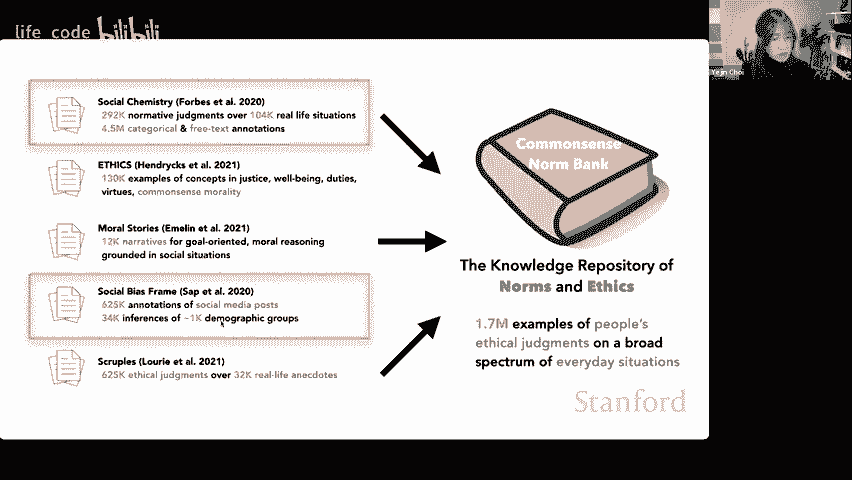 life_code bilibili
Yejin Cho
Social Chemistry (Forbes et al. 2020)
292K normative judgments over 104K real life situations
4.5M categorical & free-text annotations
ETHICS (Hendrycks et al. 2021)
130K examples of concepts in justice, well-being, duties,
virtues, commonsense morality
Moral Stories (Emelin et al. 2021)
12K narratives for goal-oriented, moral reasoning
grounded in social situations
Social Bias Frame (Sap et al. 2020)
625K annotations of social media posts
34K inferences of ~1K demographic groups
Scruples (Lourie et al. 2021)
625K ethical judgments over 32K real-life anecdotes
Commonsense
Norm Bank
The Knowledge Repository of
Norms and Ethics
1.7M examples of people's
ethical judgments on a broad
spectrum of everyday situations
Stanford